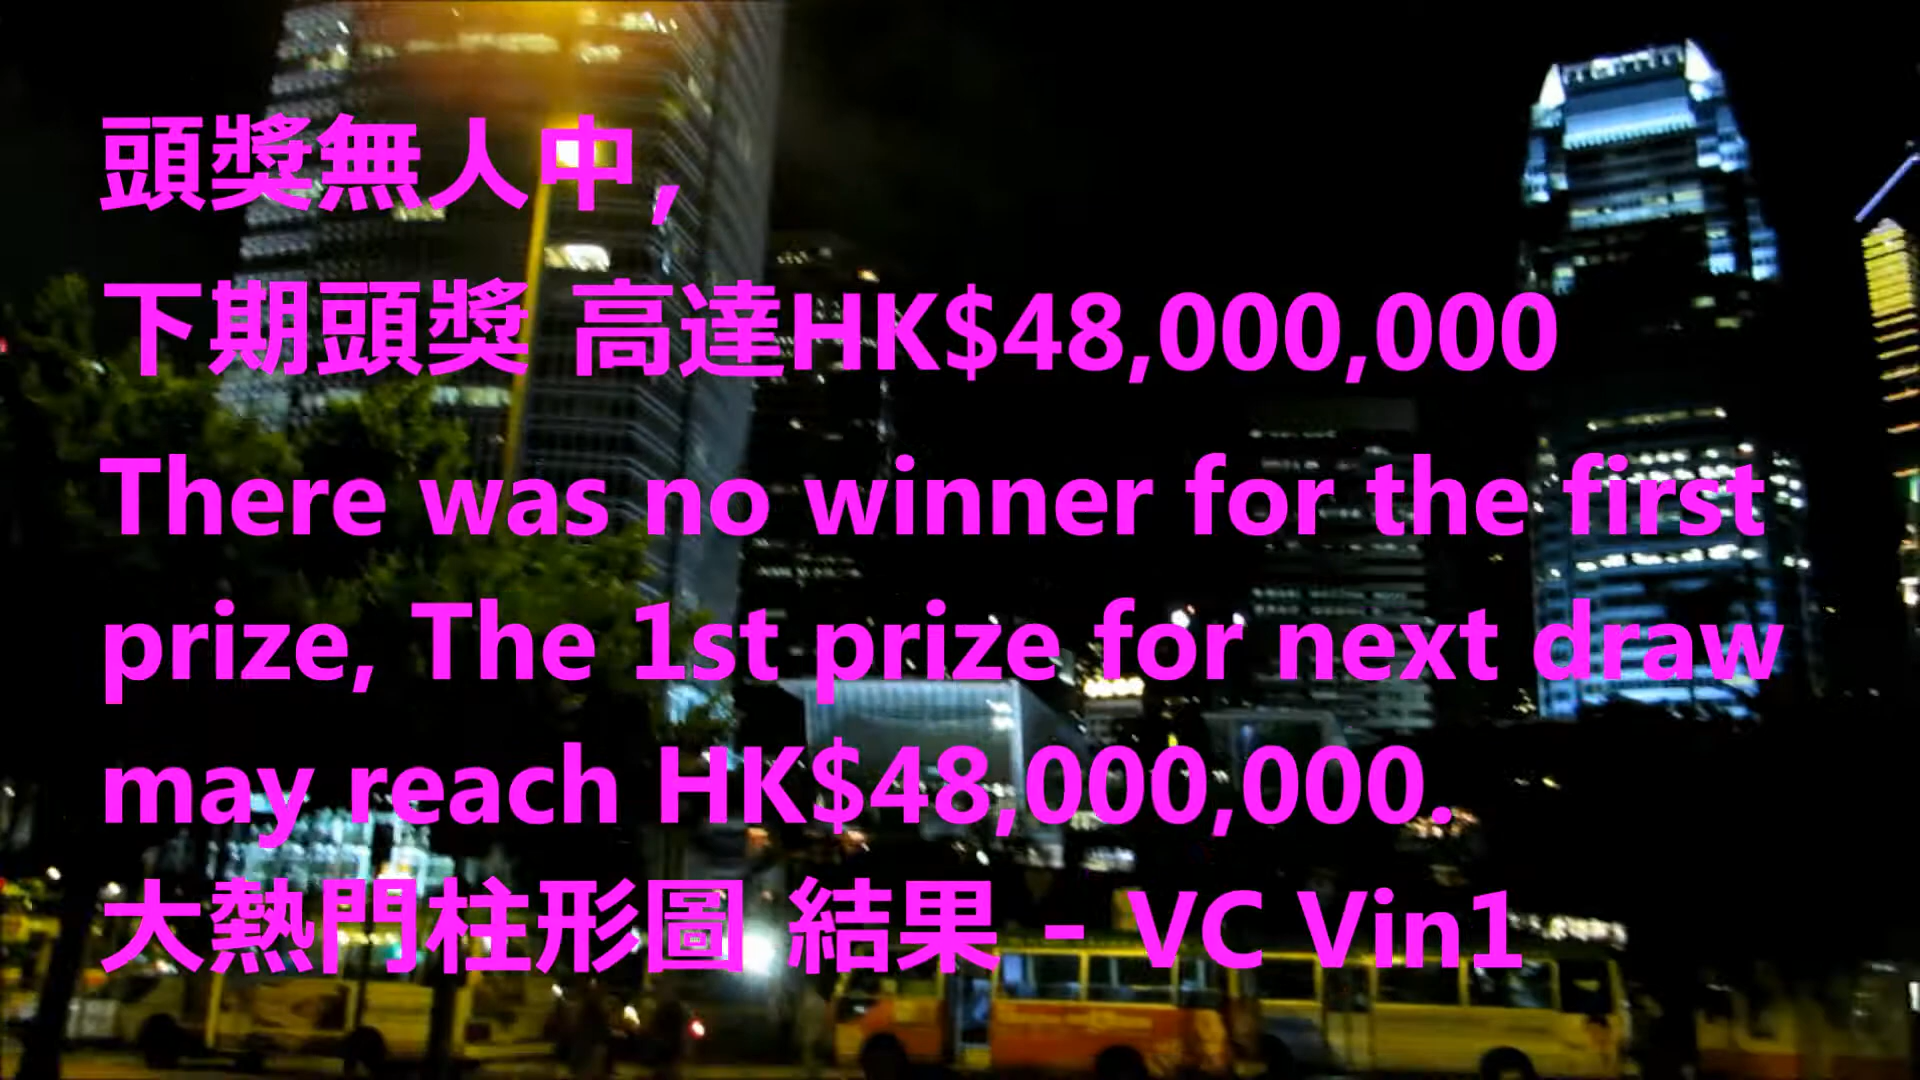 頭獎無人中,
下期頭獎 高達HK$48,000,000
There was no winner for the first
prize, The 1st prize for next draw
may reach HK$48,000,000.
大熱門柱形圖 結果 - VC Vin1